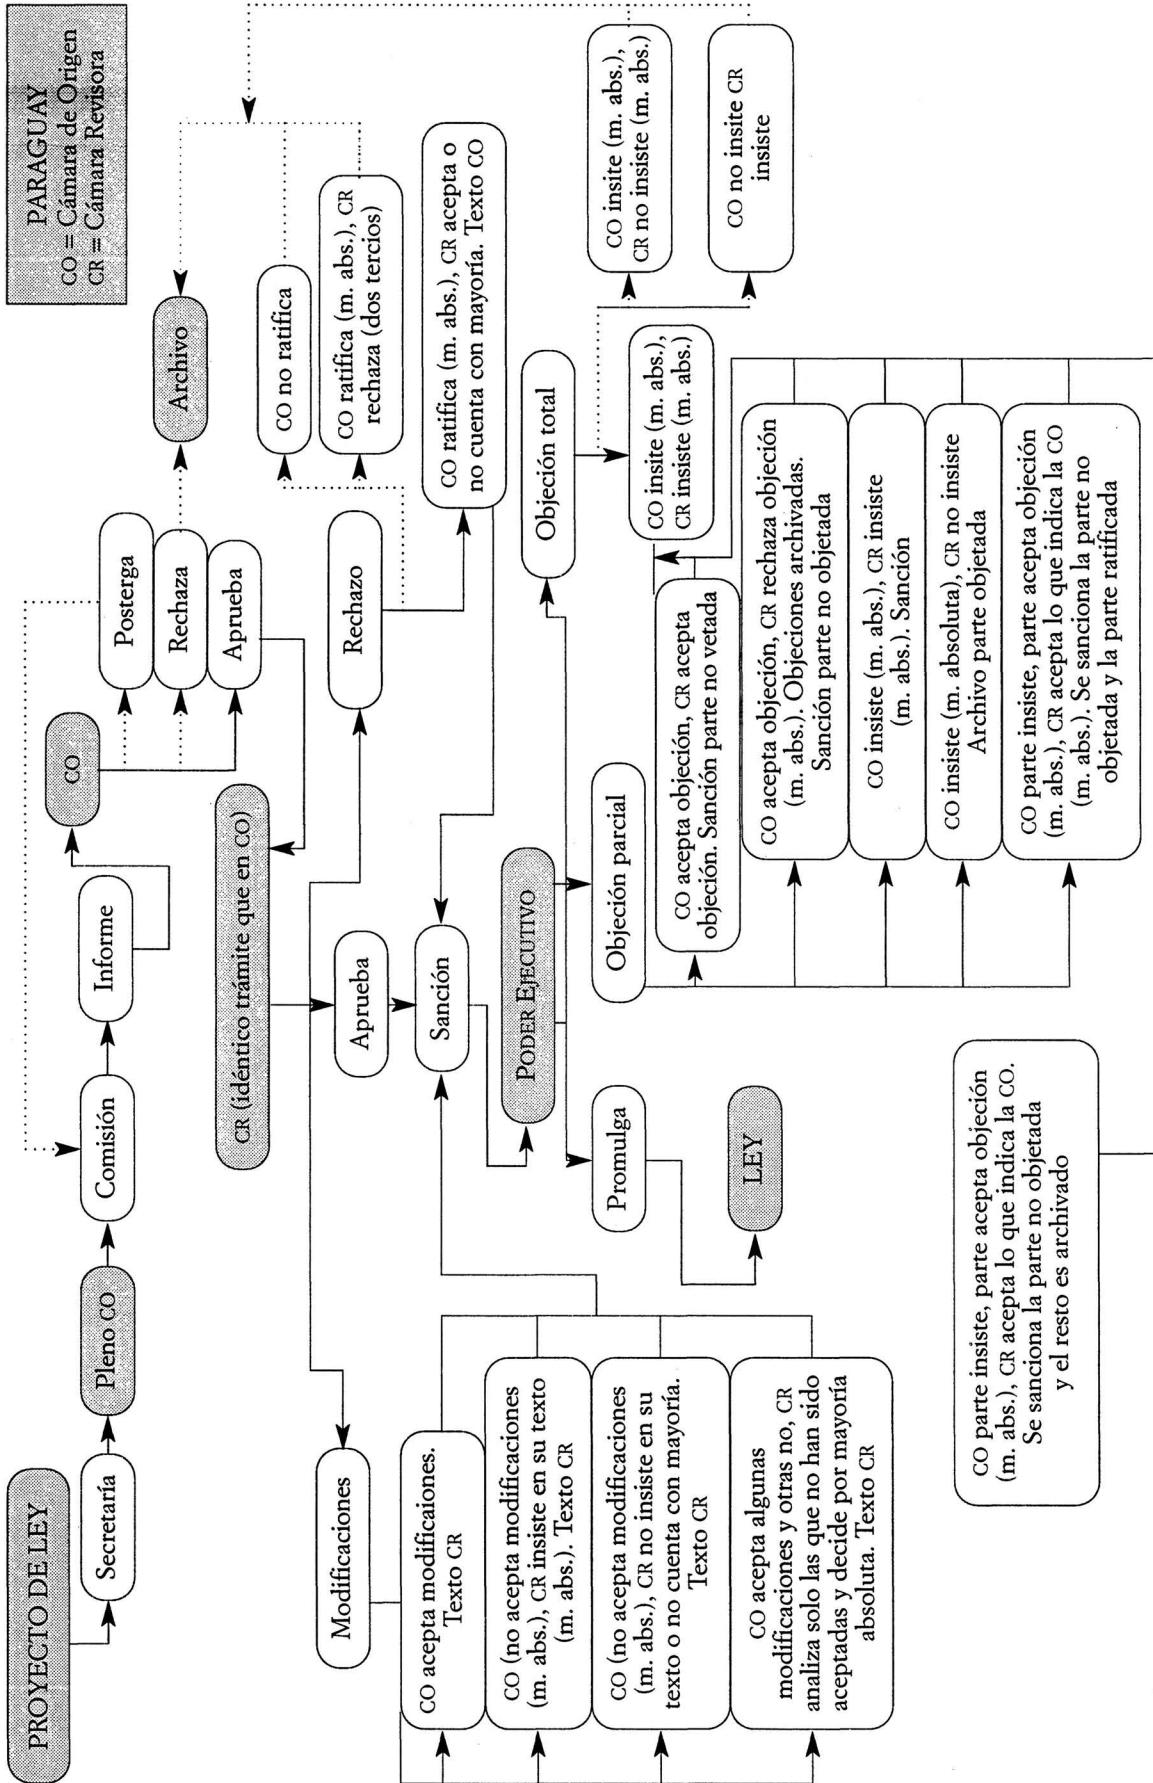 PARAGUAY
CO = Cámara de Origen
CR = Cámara Revisora
PROYECTO DE LEY
Secretaría
Pleno CO
Comisión
Informe
CO
Posterga
Rechaza
Aprueba
Archivo
CR (idéntico trámite que en CO)
Modificaciones
Aprueba
Rechazo
CO no ratifica
CO ratifica (m. abs.), CR
rechaza (dos tercios)
CO ratifica (m. abs.), CR acepta o
no cuenta con mayoría. Texto CO
Sanción
CO acepta modificaiones.
Texto CR
CO (no acepta modificaciones
(m. abs.), CR insiste en su texto
(m. abs.). Texto CR
CO (no acepta modificaciones
(m. abs.), CR no insiste en su
texto o no cuenta con mayoría.
Texto CR
CO acepta algunas
modificaciones y otras no, CR
analiza solo las que no han sido
aceptadas y decide por mayoría
absoluta. Texto CR
PODER EJECUTIVO
Promulga
LEY
Objeción parcial
Objeción total
CO insite (m. abs.),
CR insiste (m. abs.)
CO insite (m. abs.),
CR no insiste (m. abs.)
CO no insite CR
insiste
CO acepta objeción, CR acepta
objeción. Sanción parte no vetada
CO acepta objeción, CR rechaza objeción
(m. abs.). Objeciones archivadas.
Sanción parte no objetada
CO insiste (m. abs.), CR insiste
(m. abs.). Sanción
CO insiste (m. absoluta), CR no insiste
Archivo parte objetada
CO parte insiste, parte acepta objeción
(m. abs.), CR acepta lo que indica la CO
(m. abs.). Se sanciona la parte no
objetada y la parte ratificada
CO parte insiste, parte acepta objeción
(m. abs.), CR acepta lo que indica la CO.
Se sanciona la parte no objetada
y el resto es archivado